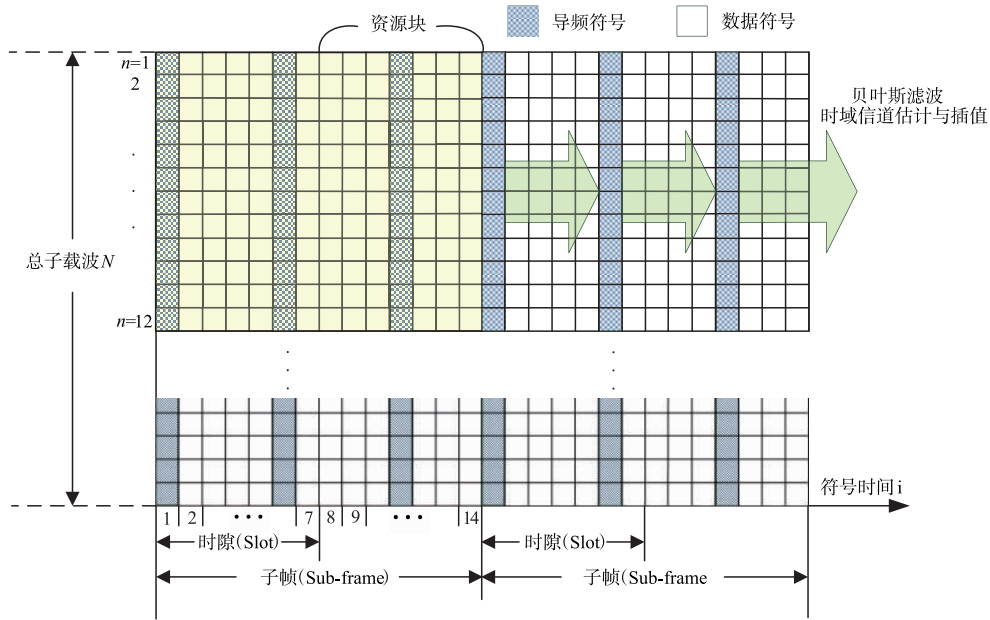 资源块
导频符号
数据符号
n=1
2
贝叶斯滤波
时域信道估计与插值
总子载波N
n=12
符号时间i
1 2 ··· 7 8 9 ··· 14
时隙(Slot)
时隙(Slot)
子帧(Sub-frame)
子帧(Sub-frame